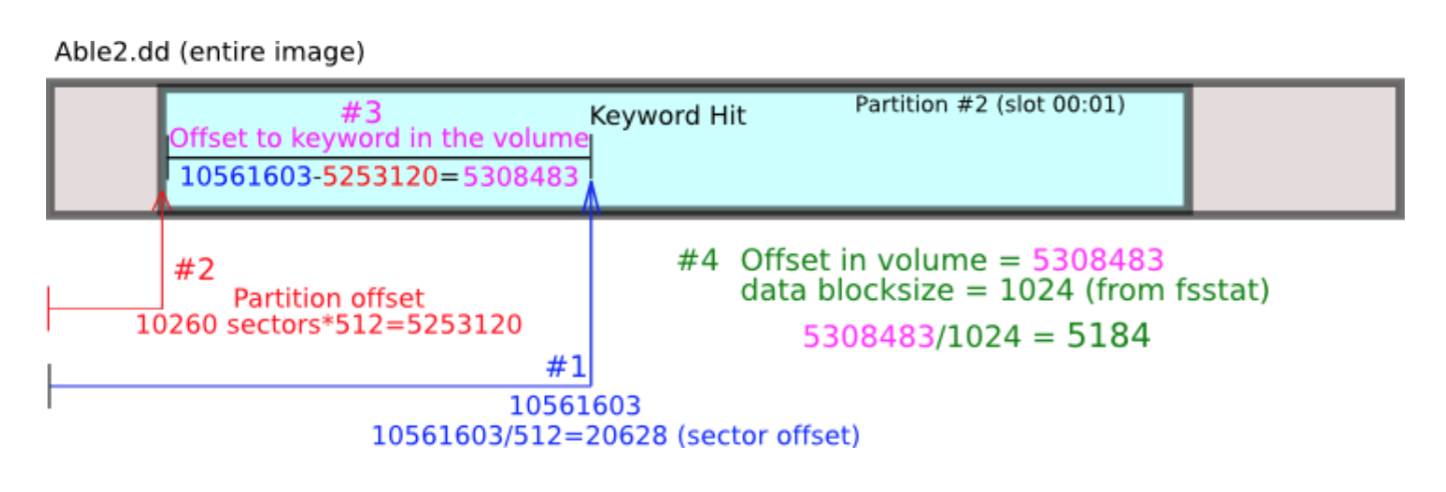 Able2.dd (entire image)
#3
Keyword Hit
Partition #2 (slot 00:01)
Offset to keyword in the volume
10561603-5253120=5308483
#2
Partition offset
10260 sectors*512=5253120
#4 Offset in volume = 5308483
data blocksize = 1024 (from fsstat)
5308483/1024 = 5184
#1
10561603
10561603/512=20628 (sector offset)